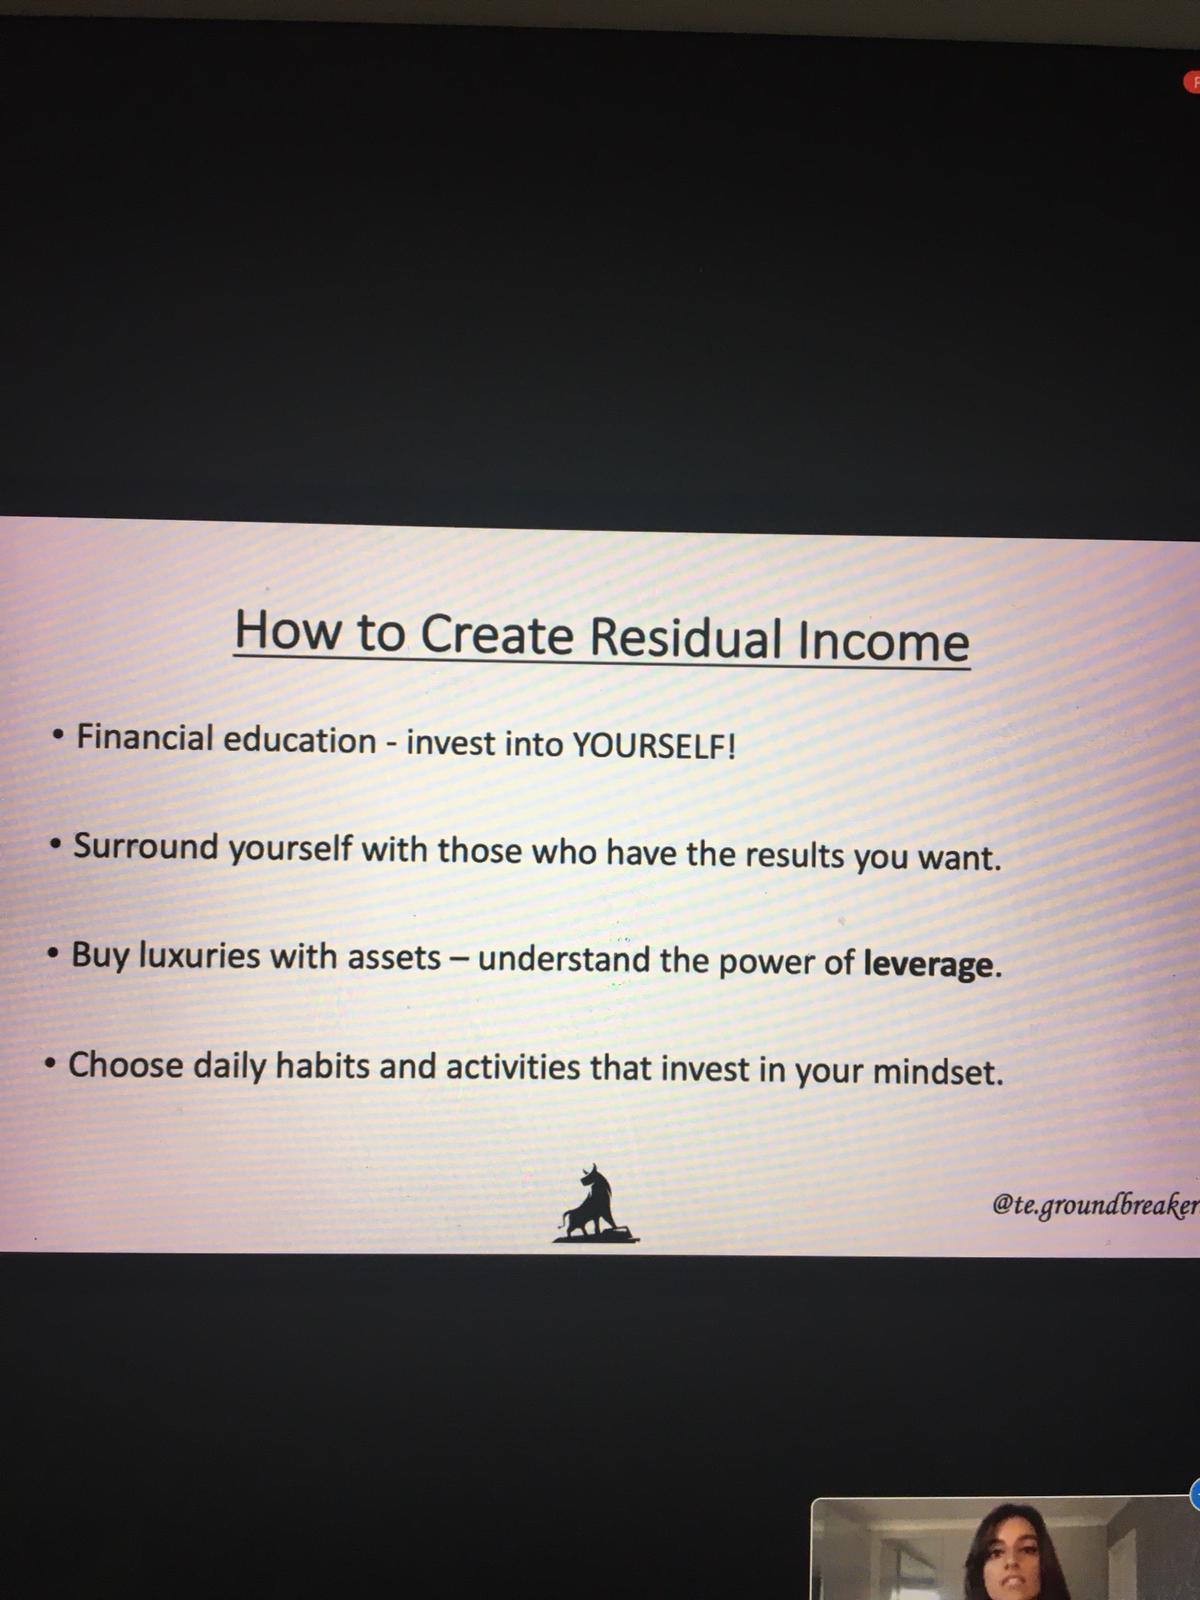 How to Create Residual Income
• Financial education - invest into YOURSELF!
• Surround yourself with those who have the results you want.
• Buy luxuries with assets – understand the power of leverage.
• Choose daily habits and activities that invest in your mindset.
@te.groundbreaker